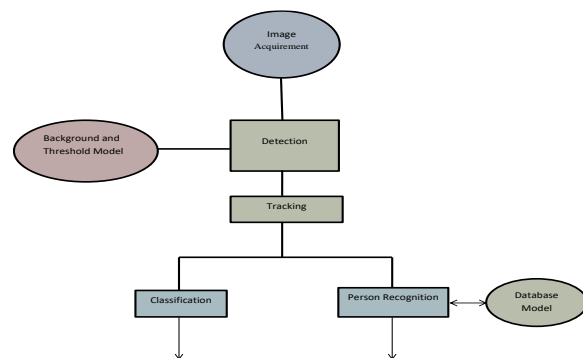 Image
Acquirement
Background and
Threshold Model
Detection
Tracking
Classification
Person Recognition
Database
Model